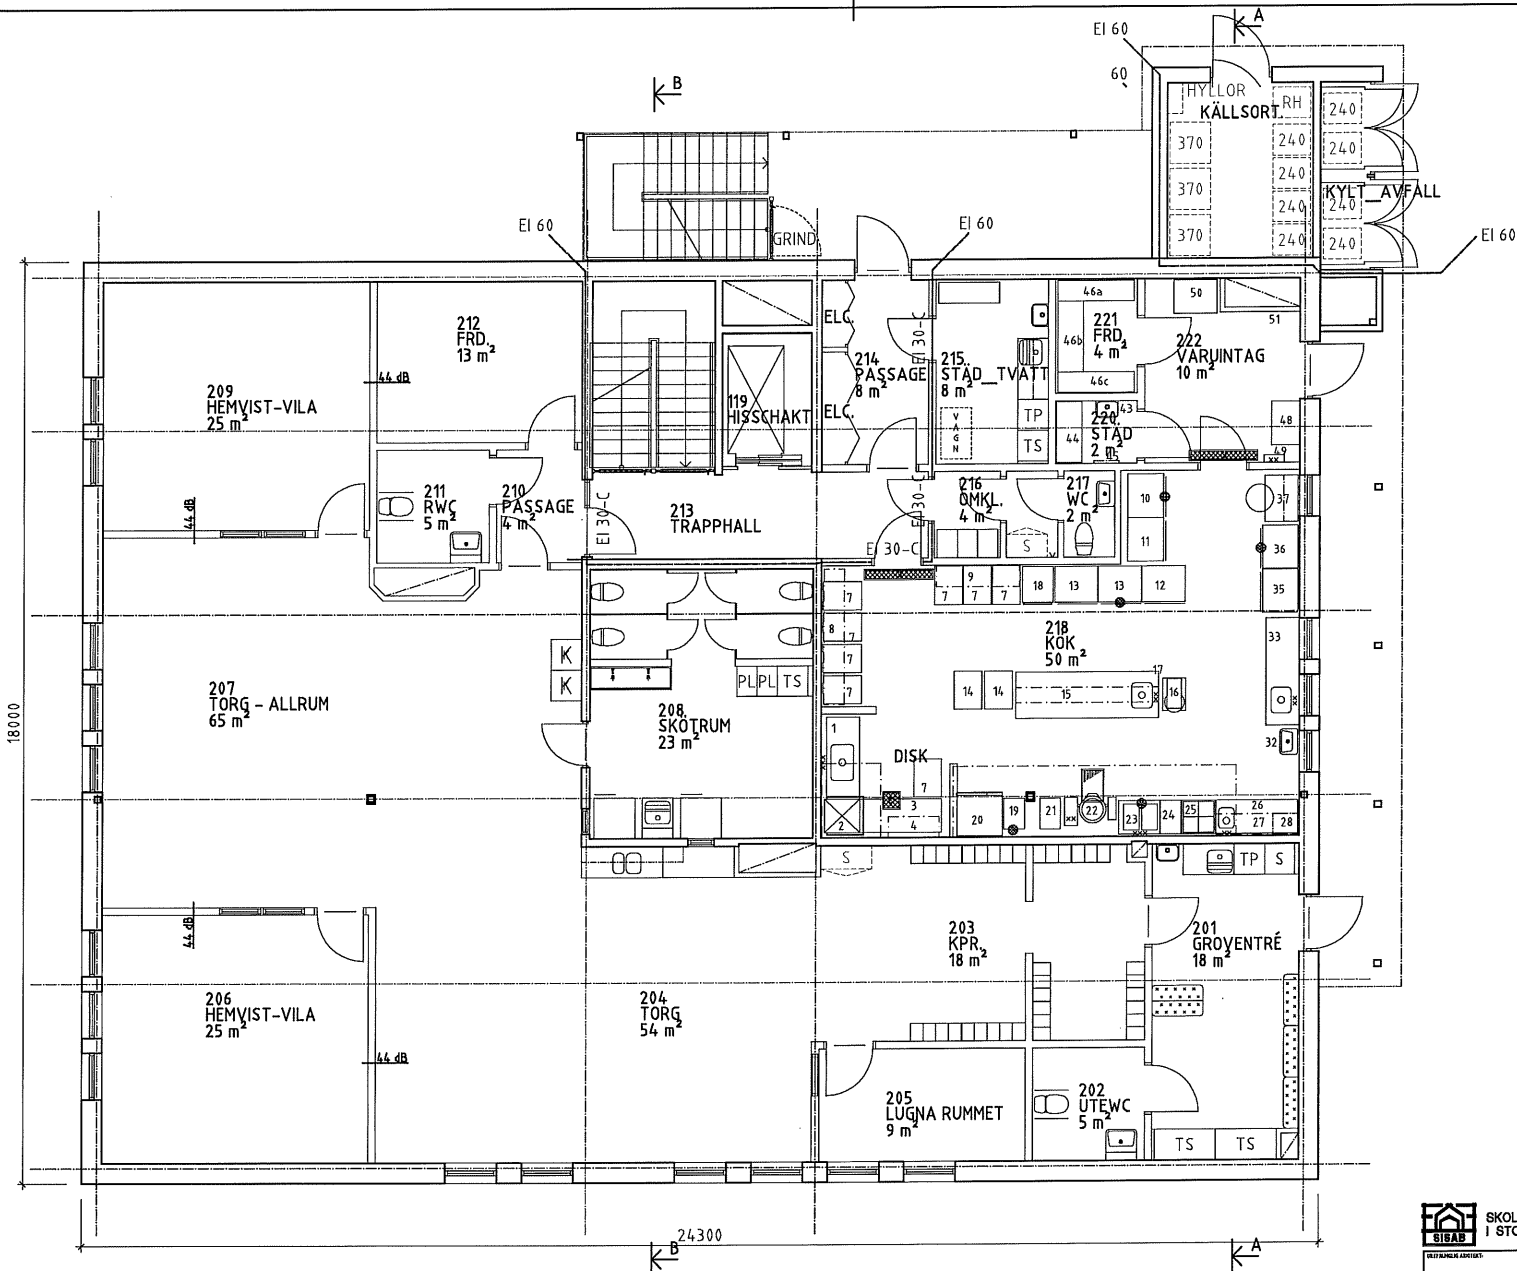 A
EI 60
60
B
HYLLOR
RH
KÄLLSORT.
240
370
240
240
370
240
KYLT_AVFALL
240
240
370
240
240
EI 60
EI 60
EI 60
GRIND
212
FRD.
13 m²
44 dB
209
HEMVIST-VILA
25 m²
119
HISSCHAKT
ELC.
ELC.
214
PASSAGE
8 m²
EI 30-C
215.
STÄD_TVÄTT
8 m²
VAGN
TP
TS
46a
46b
46c
221
FRD.
4 m²
50
51
222
VARUINTAG
10 m²
43
44
220.
STÄD
2 m²
48
49
44 dB
211
RWC
5 m²
210
PASSAGE
4 m²
EI 30-C
213
TRAPPHALL
EI 30-C
EI 30-C
216
OMKL.
4 m²
S
217
WC
2 m²
10
11
37
36
35
9
7
7
7
18
13
13
12
7
8
7
7
7
218
KÖK
50 m²
33
K
K
PL
PL
TS
207
TORG - ALLRUM
65 m²
208.
SKÖTRUM
23 m²
14
14
15
17
16
32
1
DISK
7
2
3
4
20
19
21
22
23
24
25
26
27
28
18000
S
TP
S
44 dB
203
KPR.
18 m²
201
GROVENTRÉ
18 m²
206
HEMVIST-VILA
25 m²
44 dB
204
TORG
54 m²
205
LUGNA RUMMET
9 m²
202
UTEWC
5 m²
TS
TS
24300
B
A
SISAB
SKOL
I STO